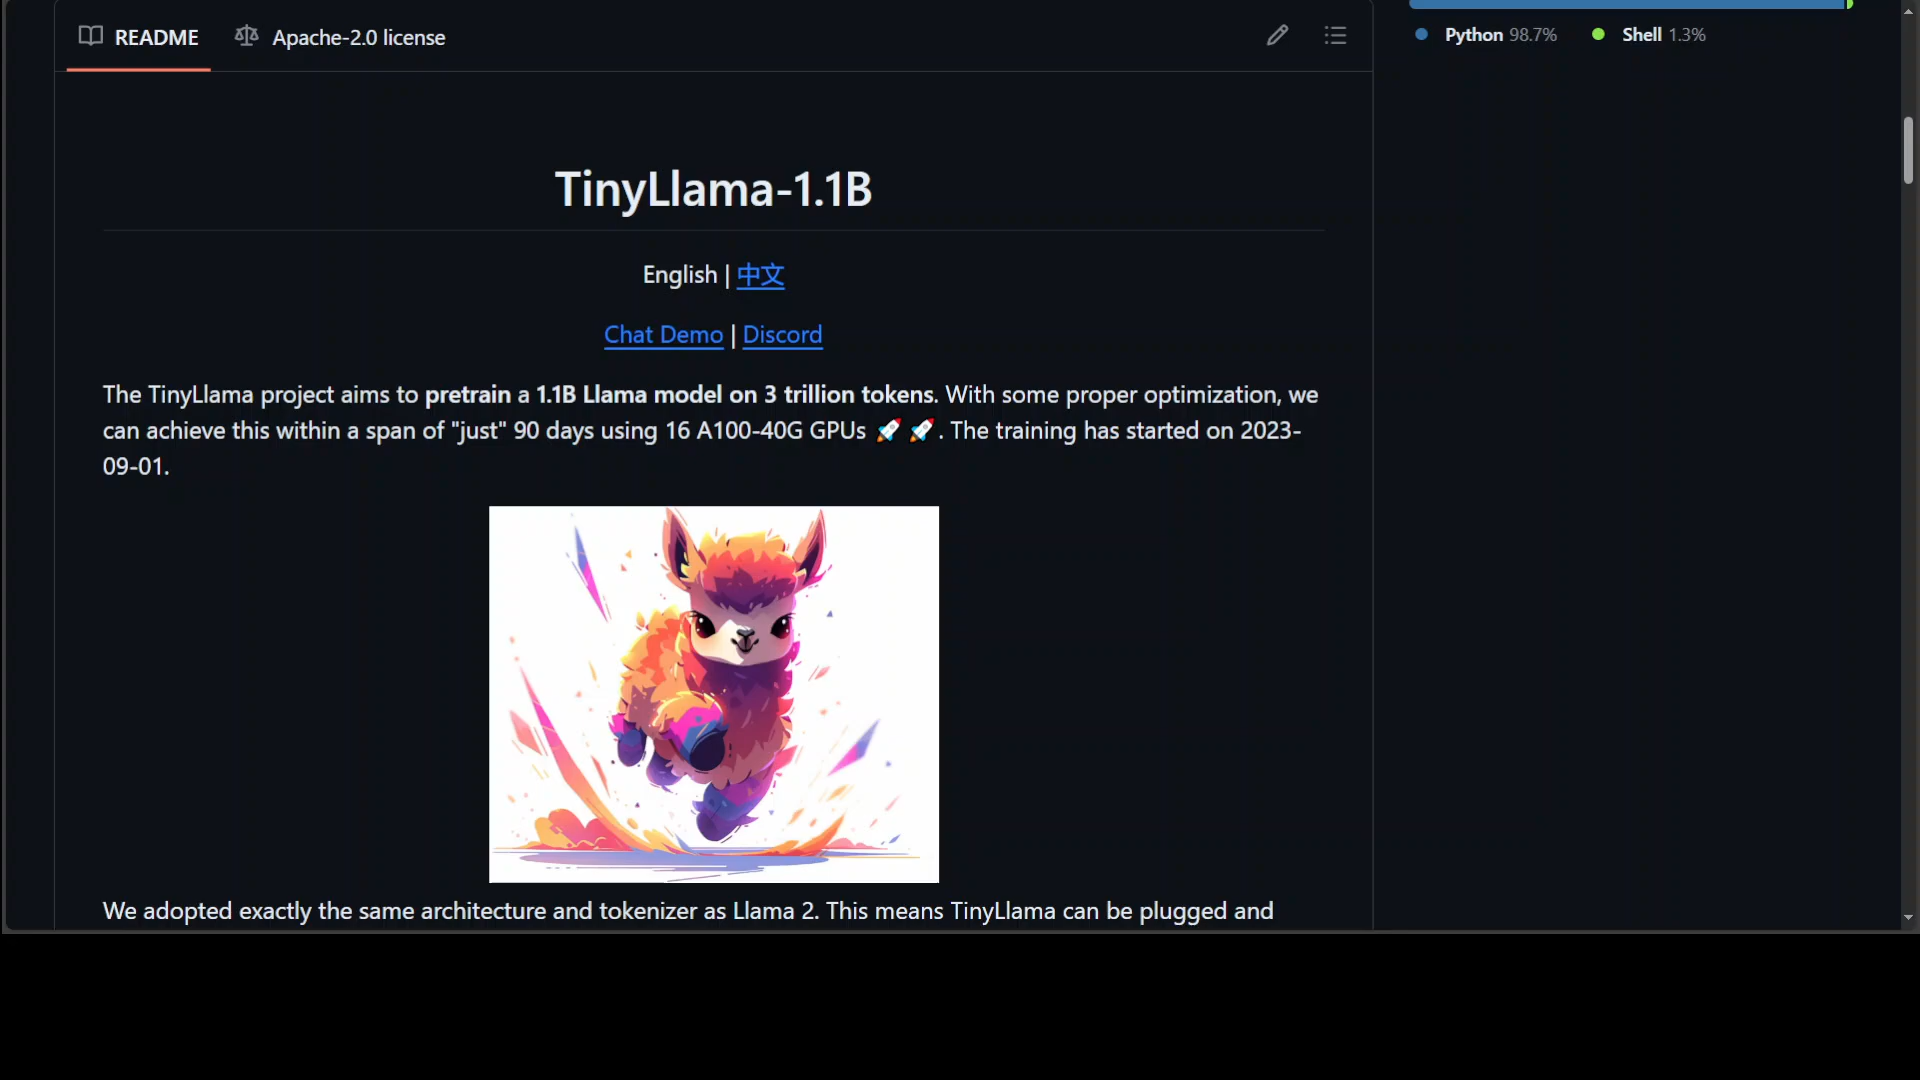 README Apache-2.0 license
Python 98.7% Shell 1.3%
TinyLlama-1.1B
English | 中文
Chat Demo | Discord
The TinyLlama project aims to pretrain a 1.1B Llama model on 3 trillion tokens. With some proper optimization, we
can achieve this within a span of "just" 90 days using 16 A100-40G GPUs 🚀🚀. The training has started on 2023-
09-01.
We adopted exactly the same architecture and tokenizer as Llama 2. This means TinyLlama can be plugged and